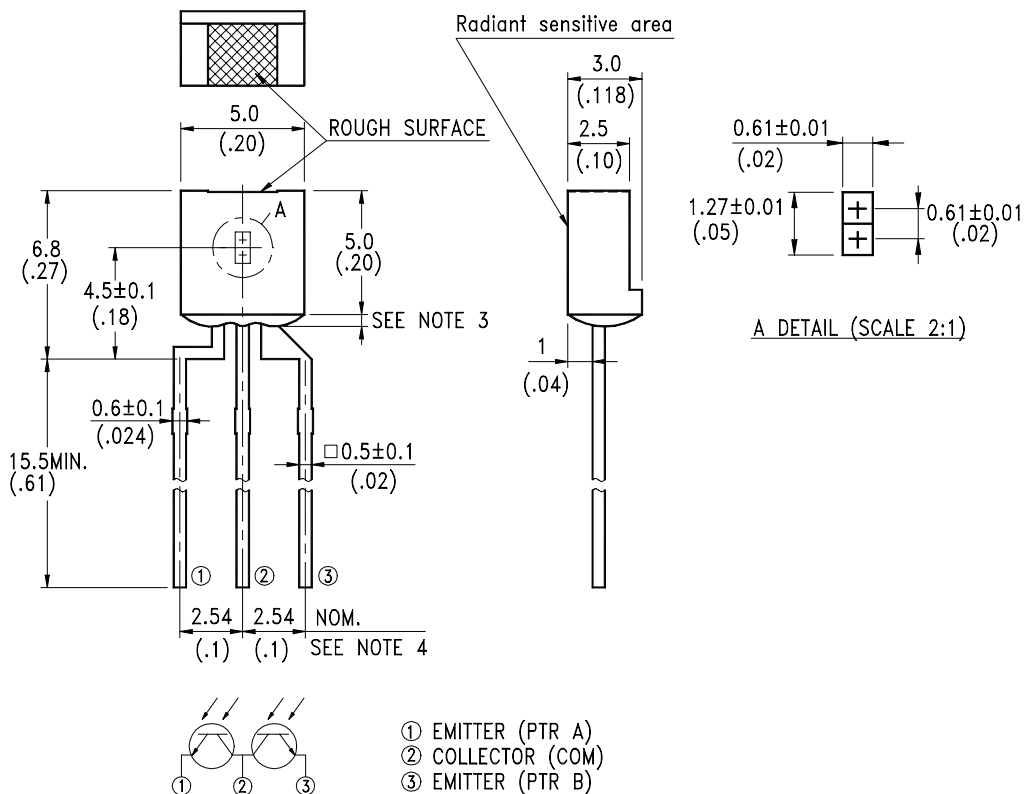 Radiant sensitive area
3.0
(.118)
5.0
(.20)
ROUGH SURFACE
2.5
(.10)
0.61±0.01
(.02)
A
1.27±0.01
(.05)
0.61±0.01
(.02)
6.8
(.27)
5.0
(.20)
4.5±0.1
(.18)
SEE NOTE 3
A DETAIL (SCALE 2:1)
1
(.04)
0.6±0.1
(.024)
□0.5±0.1
(.02)
15.5MIN.
(.61)
① ② ③
2.54 2.54 NOM.
(.1) (.1) SEE NOTE 4
① EMITTER (PTR A)
② COLLECTOR (COM)
③ EMITTER (PTR B)
① ② ③